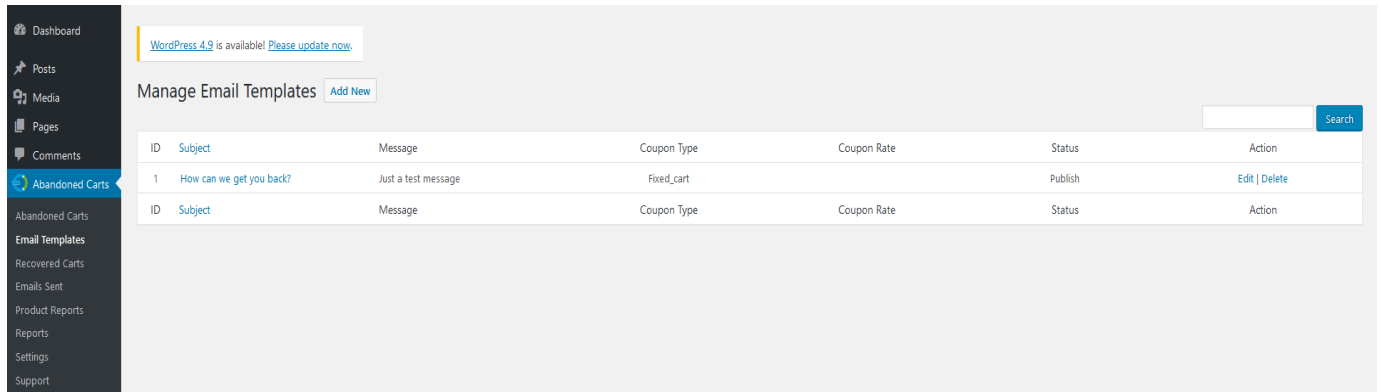 Dashboard
Posts
Media
Pages
Comments
Abandoned Carts
Abandoned Carts
Email Templates
Recovered Carts
Emails Sent
Product Reports
Reports
Settings
Support
WordPress 4.9 is available! Please update now.
Manage Email Templates Add New
Search
ID Subject Message Coupon Type Coupon Rate Status Action
1 How can we get you back? Just a test message Fixed_cart Publish Edit | Delete
ID Subject Message Coupon Type Coupon Rate Status Action